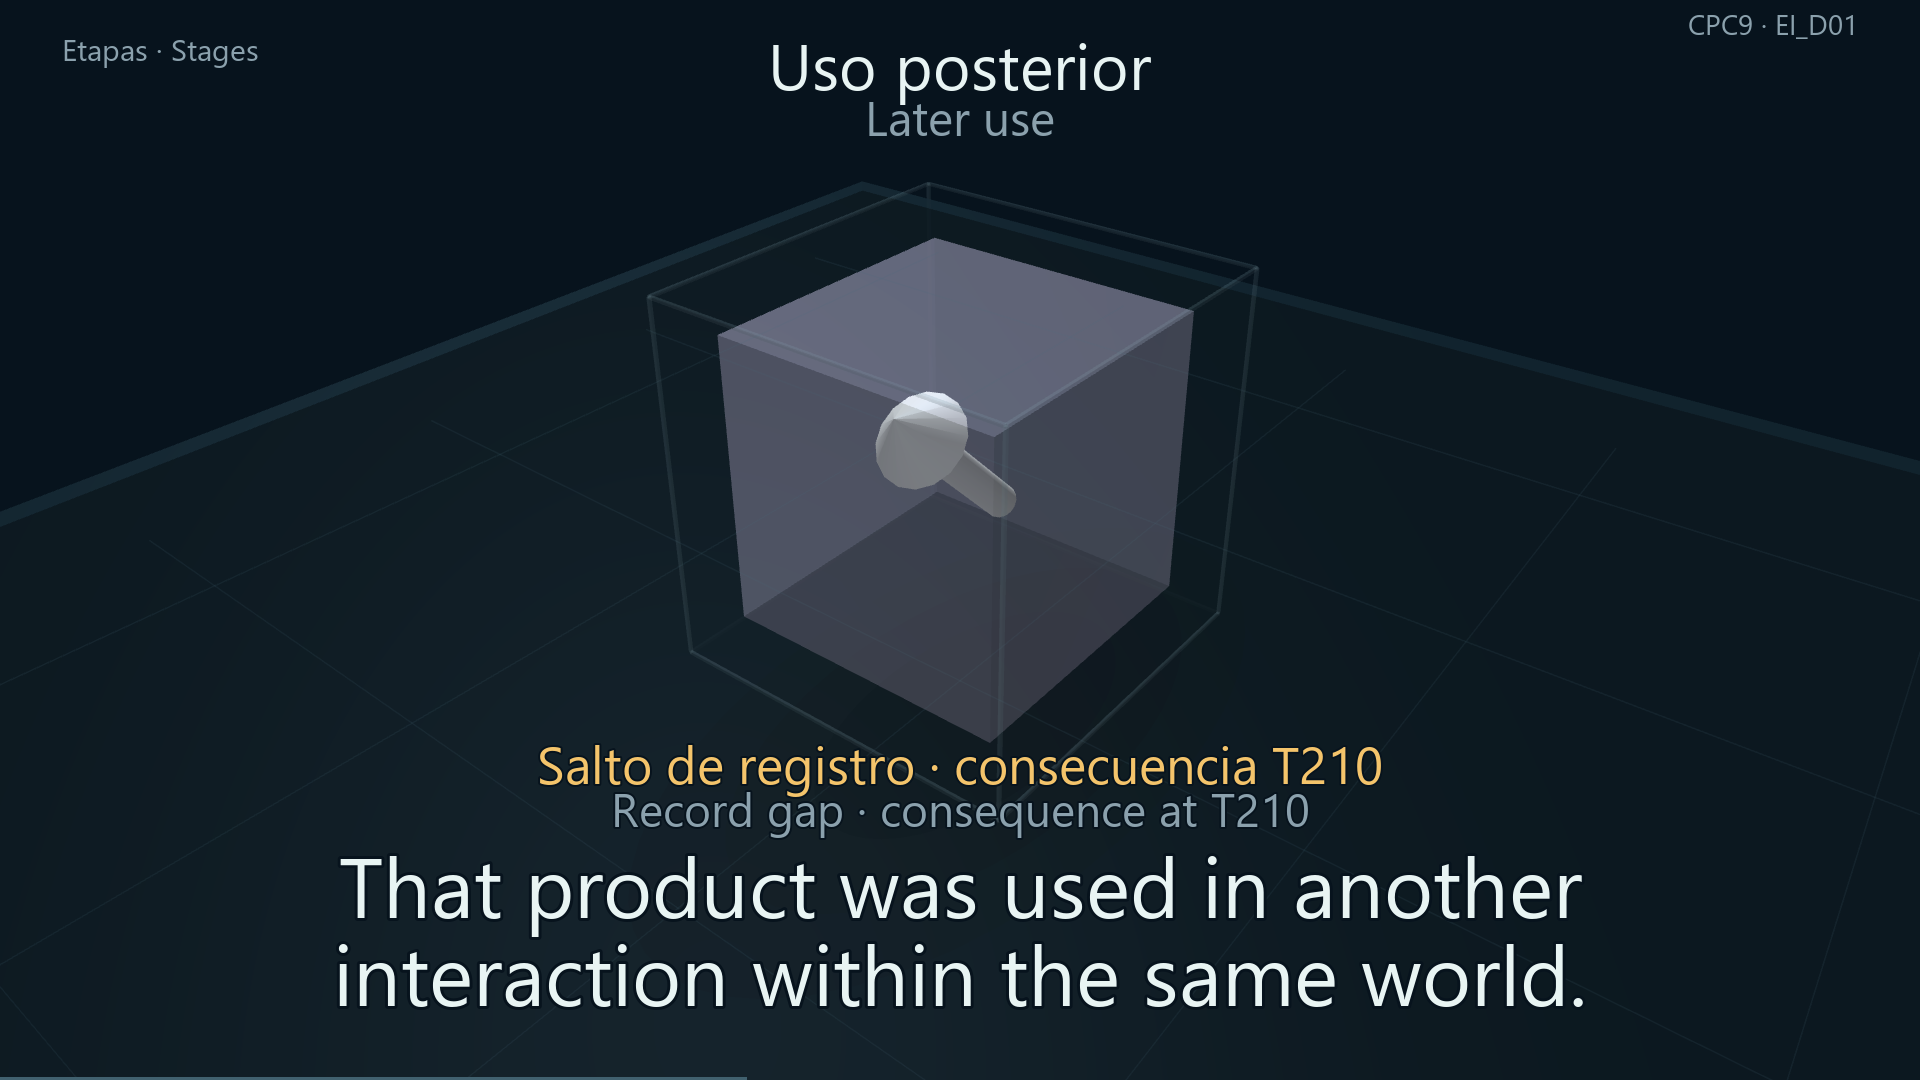 Etapas · Stages
CPC9 · EI_D01
Uso posterior
Later use
Salto de registro · consecuencia T210
Record gap · consequence at T210
That product was used in another
interaction within the same world.